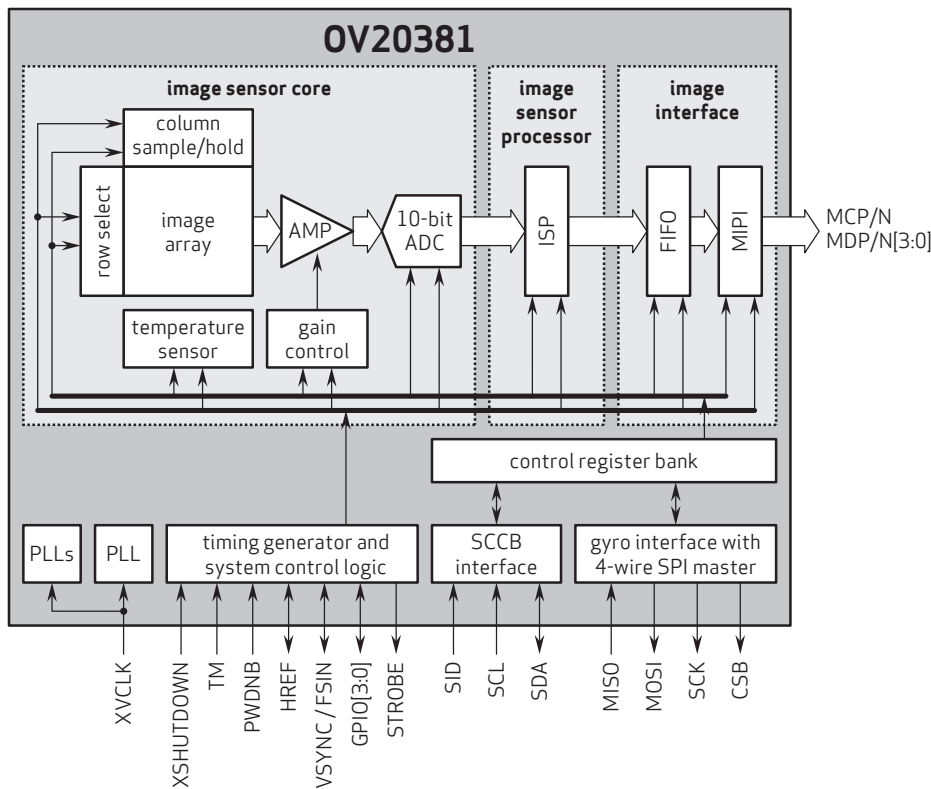 OV20381
image sensor core
image
sensor
processor
image
interface
column
sample/hold
row select
image
array
AMP
10-bit
ADC
ISP
FIFO
MIPI
MCP/N
MDP/N[3:0]
temperature
sensor
gain
control
control register bank
PLLs
PLL
timing generator and
system control logic
SCCB
interface
gyro interface with
4-wire SPI master
XVCLK
XSHUTDOWN
TM
PWDNB
HREF
VSYNC / FSIN
GPIO[3:0]
STROBE
SID
SCL
SDA
MISO
MOSI
SCK
CSB